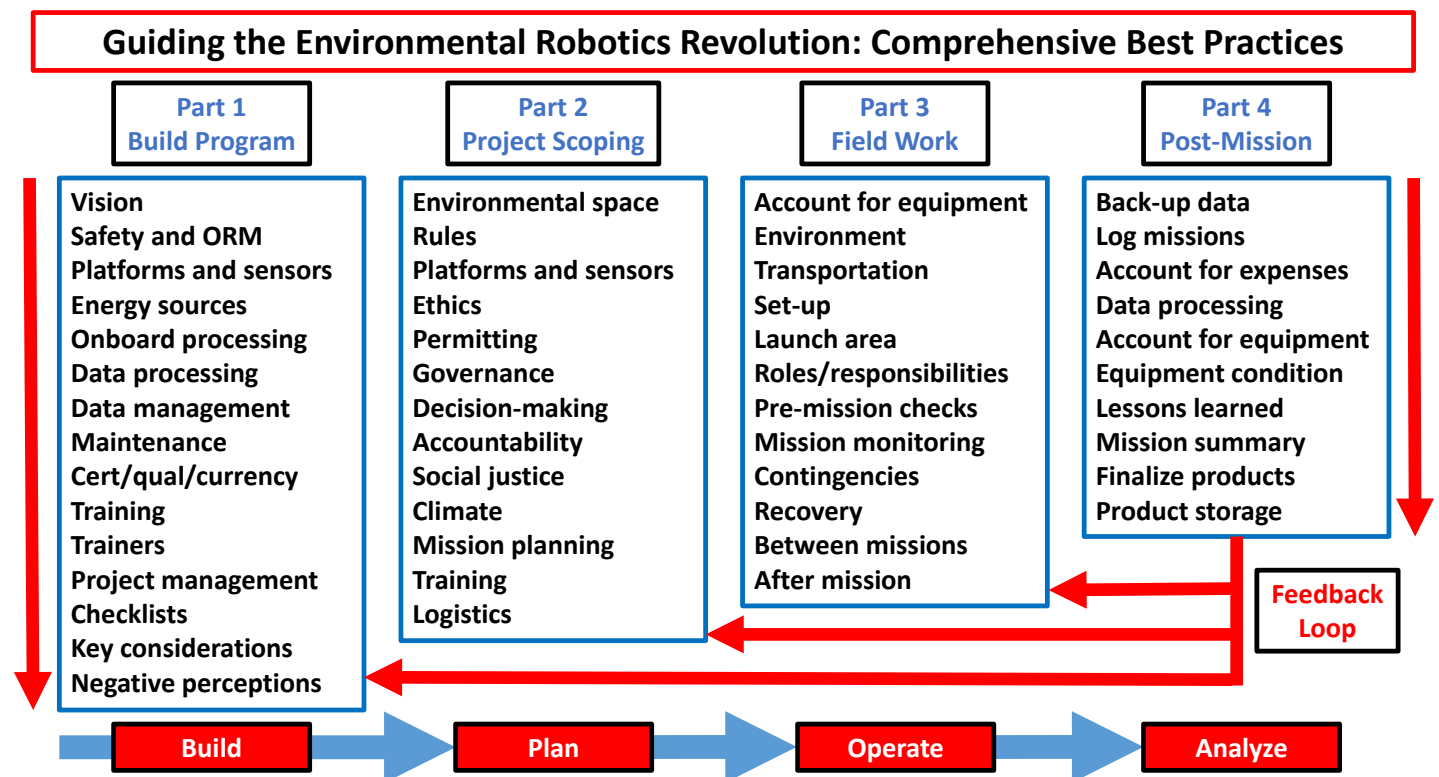 Guiding the Environmental Robotics Revolution: Comprehensive Best Practices
Part 1
Build Program
Vision
Safety and ORM
Platforms and sensors
Energy sources
Onboard processing
Data processing
Data management
Maintenance
Cert/qual/currency
Training
Trainers
Project management
Checklists
Key considerations
Negative perceptions
Part 2
Project Scoping
Environmental space
Rules
Platforms and sensors
Ethics
Permitting
Governance
Decision-making
Accountability
Social justice
Climate
Mission planning
Training
Logistics
Part 3
Field Work
Account for equipment
Environment
Transportation
Set-up
Launch area
Roles/responsibilities
Pre-mission checks
Mission monitoring
Contingencies
Recovery
Between missions
After mission
Part 4
Post-Mission
Back-up data
Log missions
Account for expenses
Data processing
Account for equipment
Equipment condition
Lessons learned
Mission summary
Finalize products
Product storage
Feedback
Loop
Build
Plan
Operate
Analyze